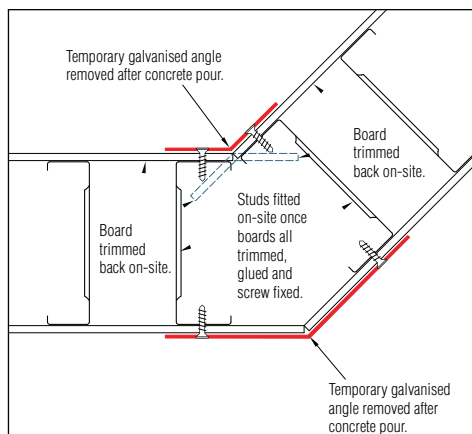 Temporary galvanised angle
removed after concrete pour.
Board
trimmed
back on-site.
Board
trimmed
back on-site.
Studs fitted
on-site once
boards all
trimmed,
glued and
screw fixed.
Temporary galvanised
angle removed after
concrete pour.